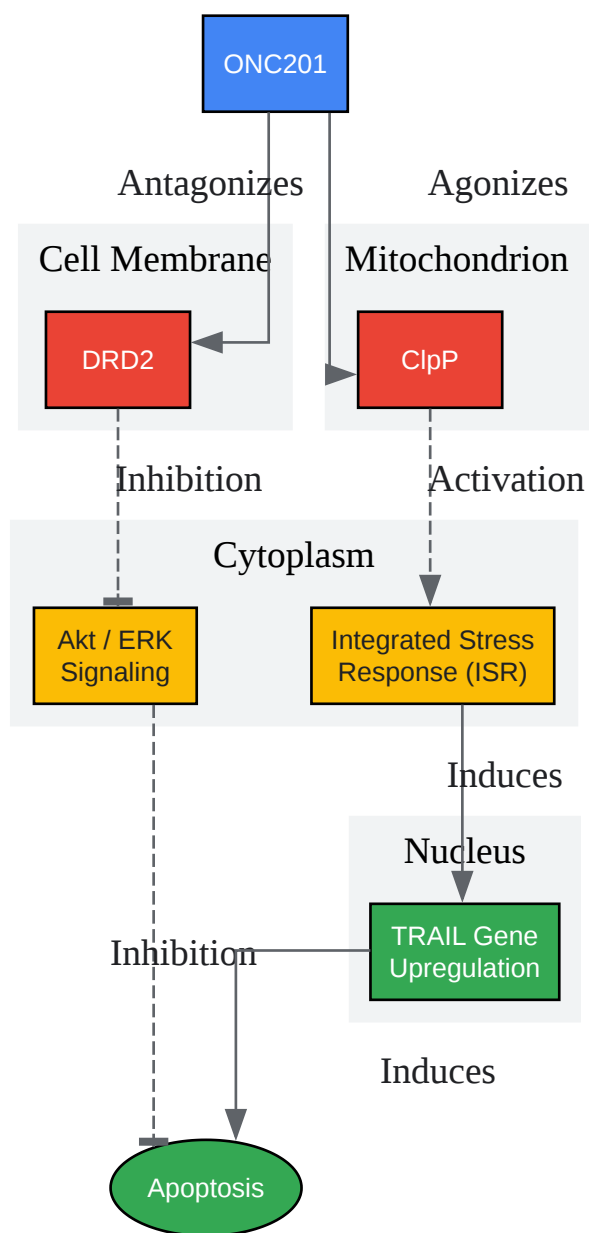 ONC201
Antagonizes
Agonizes
Cell Membrane
Mitochondrion
DRD2
ClpP
Inhibition
Activation
Cytoplasm
Akt / ERK
Signaling
Integrated Stress
Response (ISR)
Induces
Nucleus
TRAIL Gene
Upregulation
Inhibition
Induces
Apoptosis